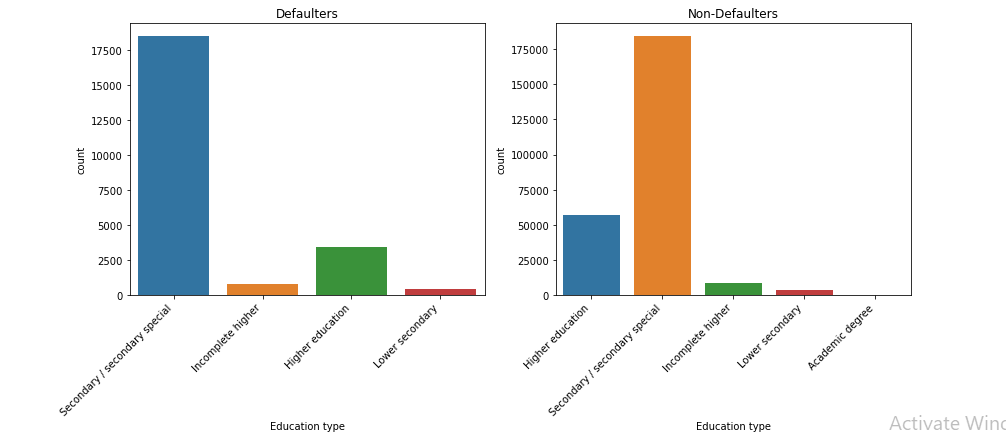 Defaulters
17500
15000
12500
10000
7500
5000
2500
0
count
Secondary / secondary special
Incomplete higher
Higher education
Lower secondary
Education type
Non-Defaulters
175000
150000
125000
100000
75000
50000
25000
0
count
Higher education
Secondary / secondary special
Incomplete higher
Lower secondary
Academic degree
Education type
Activate Wind